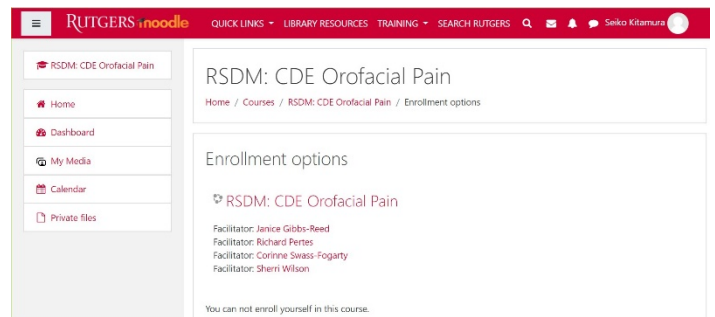 RUTGERS moodle QUICK LINKS LIBRARY RESOURCES TRAINING SEARCH RUTGERS Seiko Kitamura
RSDM: CDE Orofacial Pain
Home
Dashboard
My Media
Calendar
Private files
RSDM: CDE Orofacial Pain
Home / Courses / RSDM: CDE Orofacial Pain / Enrollment options
Enrollment options
RSDM: CDE Orofacial Pain
Facilitator: Janice Gibbs-Reed
Facilitator: Richard Pertes
Facilitator: Corinne Swass-Fogarty
Facilitator: Sherri Wilson
You can not enroll yourself in this course.